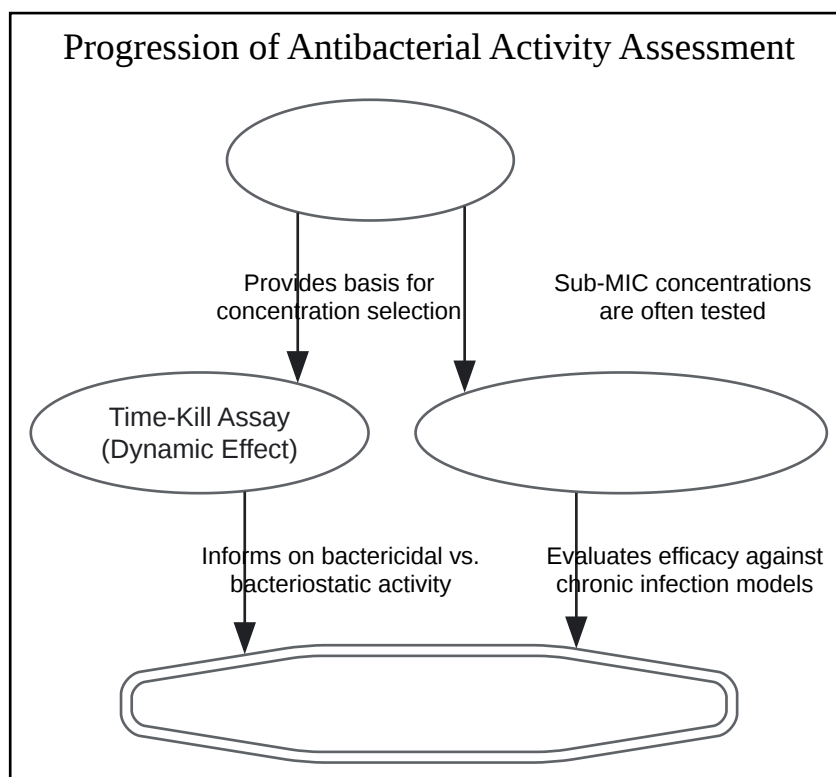 Progression of Antibacterial Activity Assessment
Provides basis for
concentration selection
Sub-MIC concentrations
are often tested
Time-Kill Assay
(Dynamic Effect)
Informs on bactericidal vs.
bacteriostatic activity
Evaluates efficacy against
chronic infection models